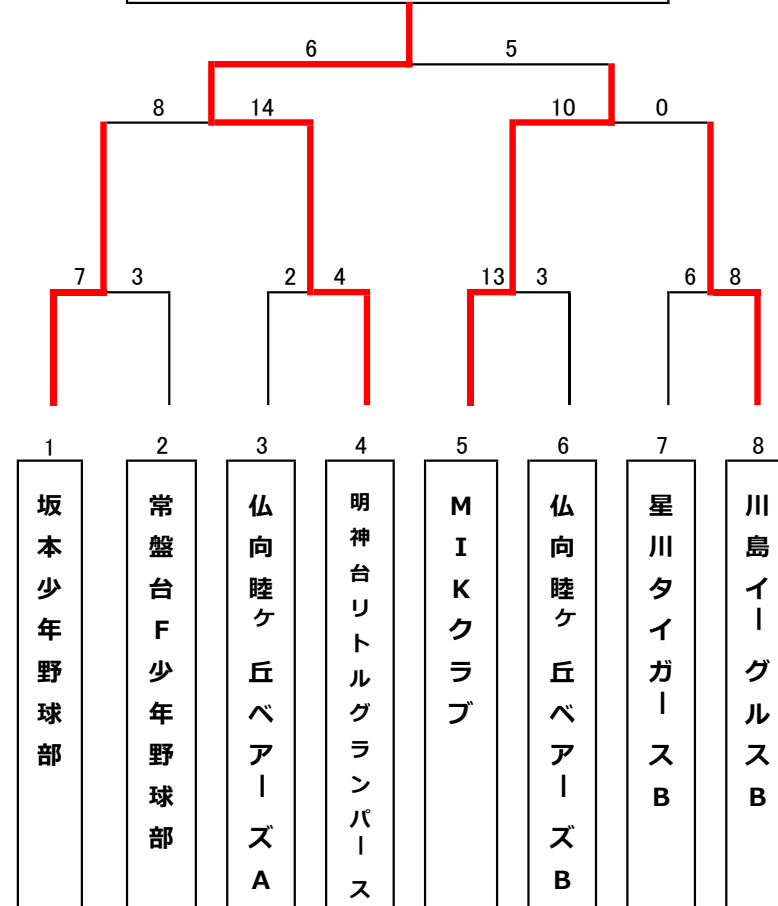 6 5
8 14 10 0
7 3 2 4 13 3 6 8
1 2 3 4 5 6 7 8
坂本少年野球部
常盤台F少年野球部
仏向睦ヶ丘ベアーズA
明神台リトルグランパース
MIKクラブ
仏向睦ヶ丘ベアーズB
星川タイガースB
川島イーグルスB